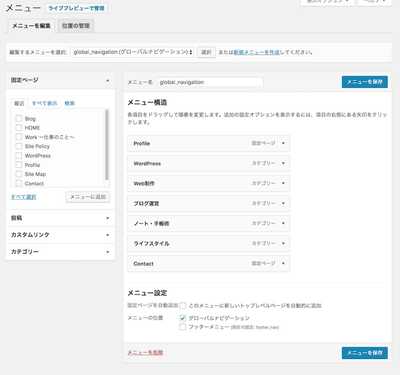 メニュー ライブプレビューで管理
メニューを編集 位置の管理
編集するメニューを選択: global_navigation (グローバルナビゲーション) 選択 または新規メニューを作成してください。
固定ページ
最近 すべて表示 検索
Blog
HOME
Work 〜仕事のこと〜
Site Policy
WordPress
Profile
Site Map
Contact
すべて選択 メニューに追加
投稿
カスタムリンク
カテゴリー
メニュー名 global_navigation メニューを保存
メニュー構造
各項目をドラッグして順番を変更します。追加の設定オプションを表示するには、項目の右側にある矢印をクリックします。
Profile 固定ページ
WordPress カテゴリー
Web制作 カテゴリー
ブログ運営 カテゴリー
ノート・手帳術 カテゴリー
ライフスタイル カテゴリー
Contact 固定ページ
メニュー設定
固定ページを自動追加 このメニューに新しいトップレベルページを自動的に追加
メニューの位置 グローバルナビゲーション
フッターメニュー (現在の設定: footer_nav)
メニューを削除 メニューを保存